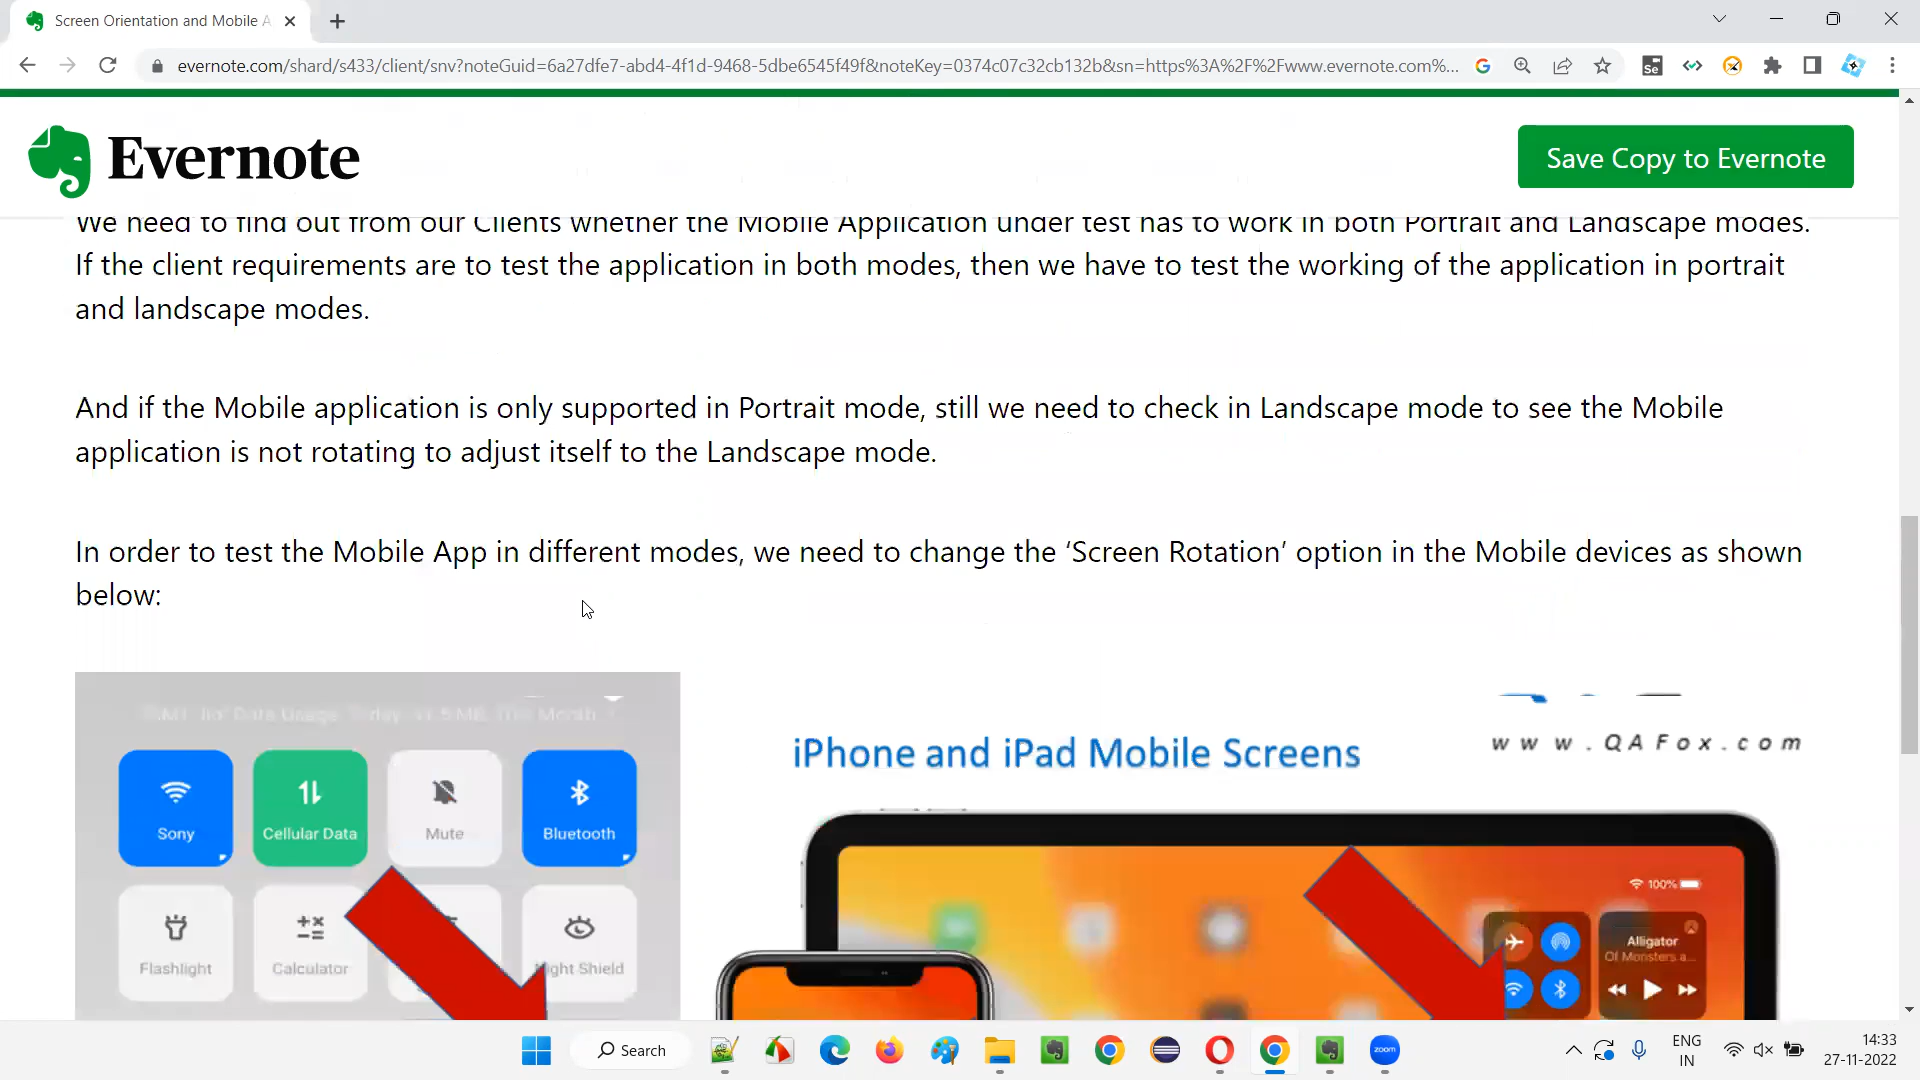 Screen Orientation and Mobile A
evernote.com/shard/s433/client/snv?noteGuid=6a27dfe7-abd4-4f1d-9468-5dbe6545f49f&noteKey=0374c07c32cb132b&sn=https%3A%2F%2Fwww.evernote.com%...
Evernote
Save Copy to Evernote
We need to find out from our Clients whether the Mobile Application under test has to work in both Portrait and Landscape modes.
If the client requirements are to test the application in both modes, then we have to test the working of the application in portrait
and landscape modes.
And if the Mobile application is only supported in Portrait mode, still we need to check in Landscape mode to see the Mobile
application is not rotating to adjust itself to the Landscape mode.
In order to test the Mobile App in different modes, we need to change the ‘Screen Rotation’ option in the Mobile devices as shown
below:
Sony
Cellular Data
Mute
Bluetooth
Flashlight
Calculator
ight Shield
www.QAFox.com
iPhone and iPad Mobile Screens
100%
Alligator
Of Monsters a...
Se
Search
zoom
ENG
IN
14:33
27-11-2022